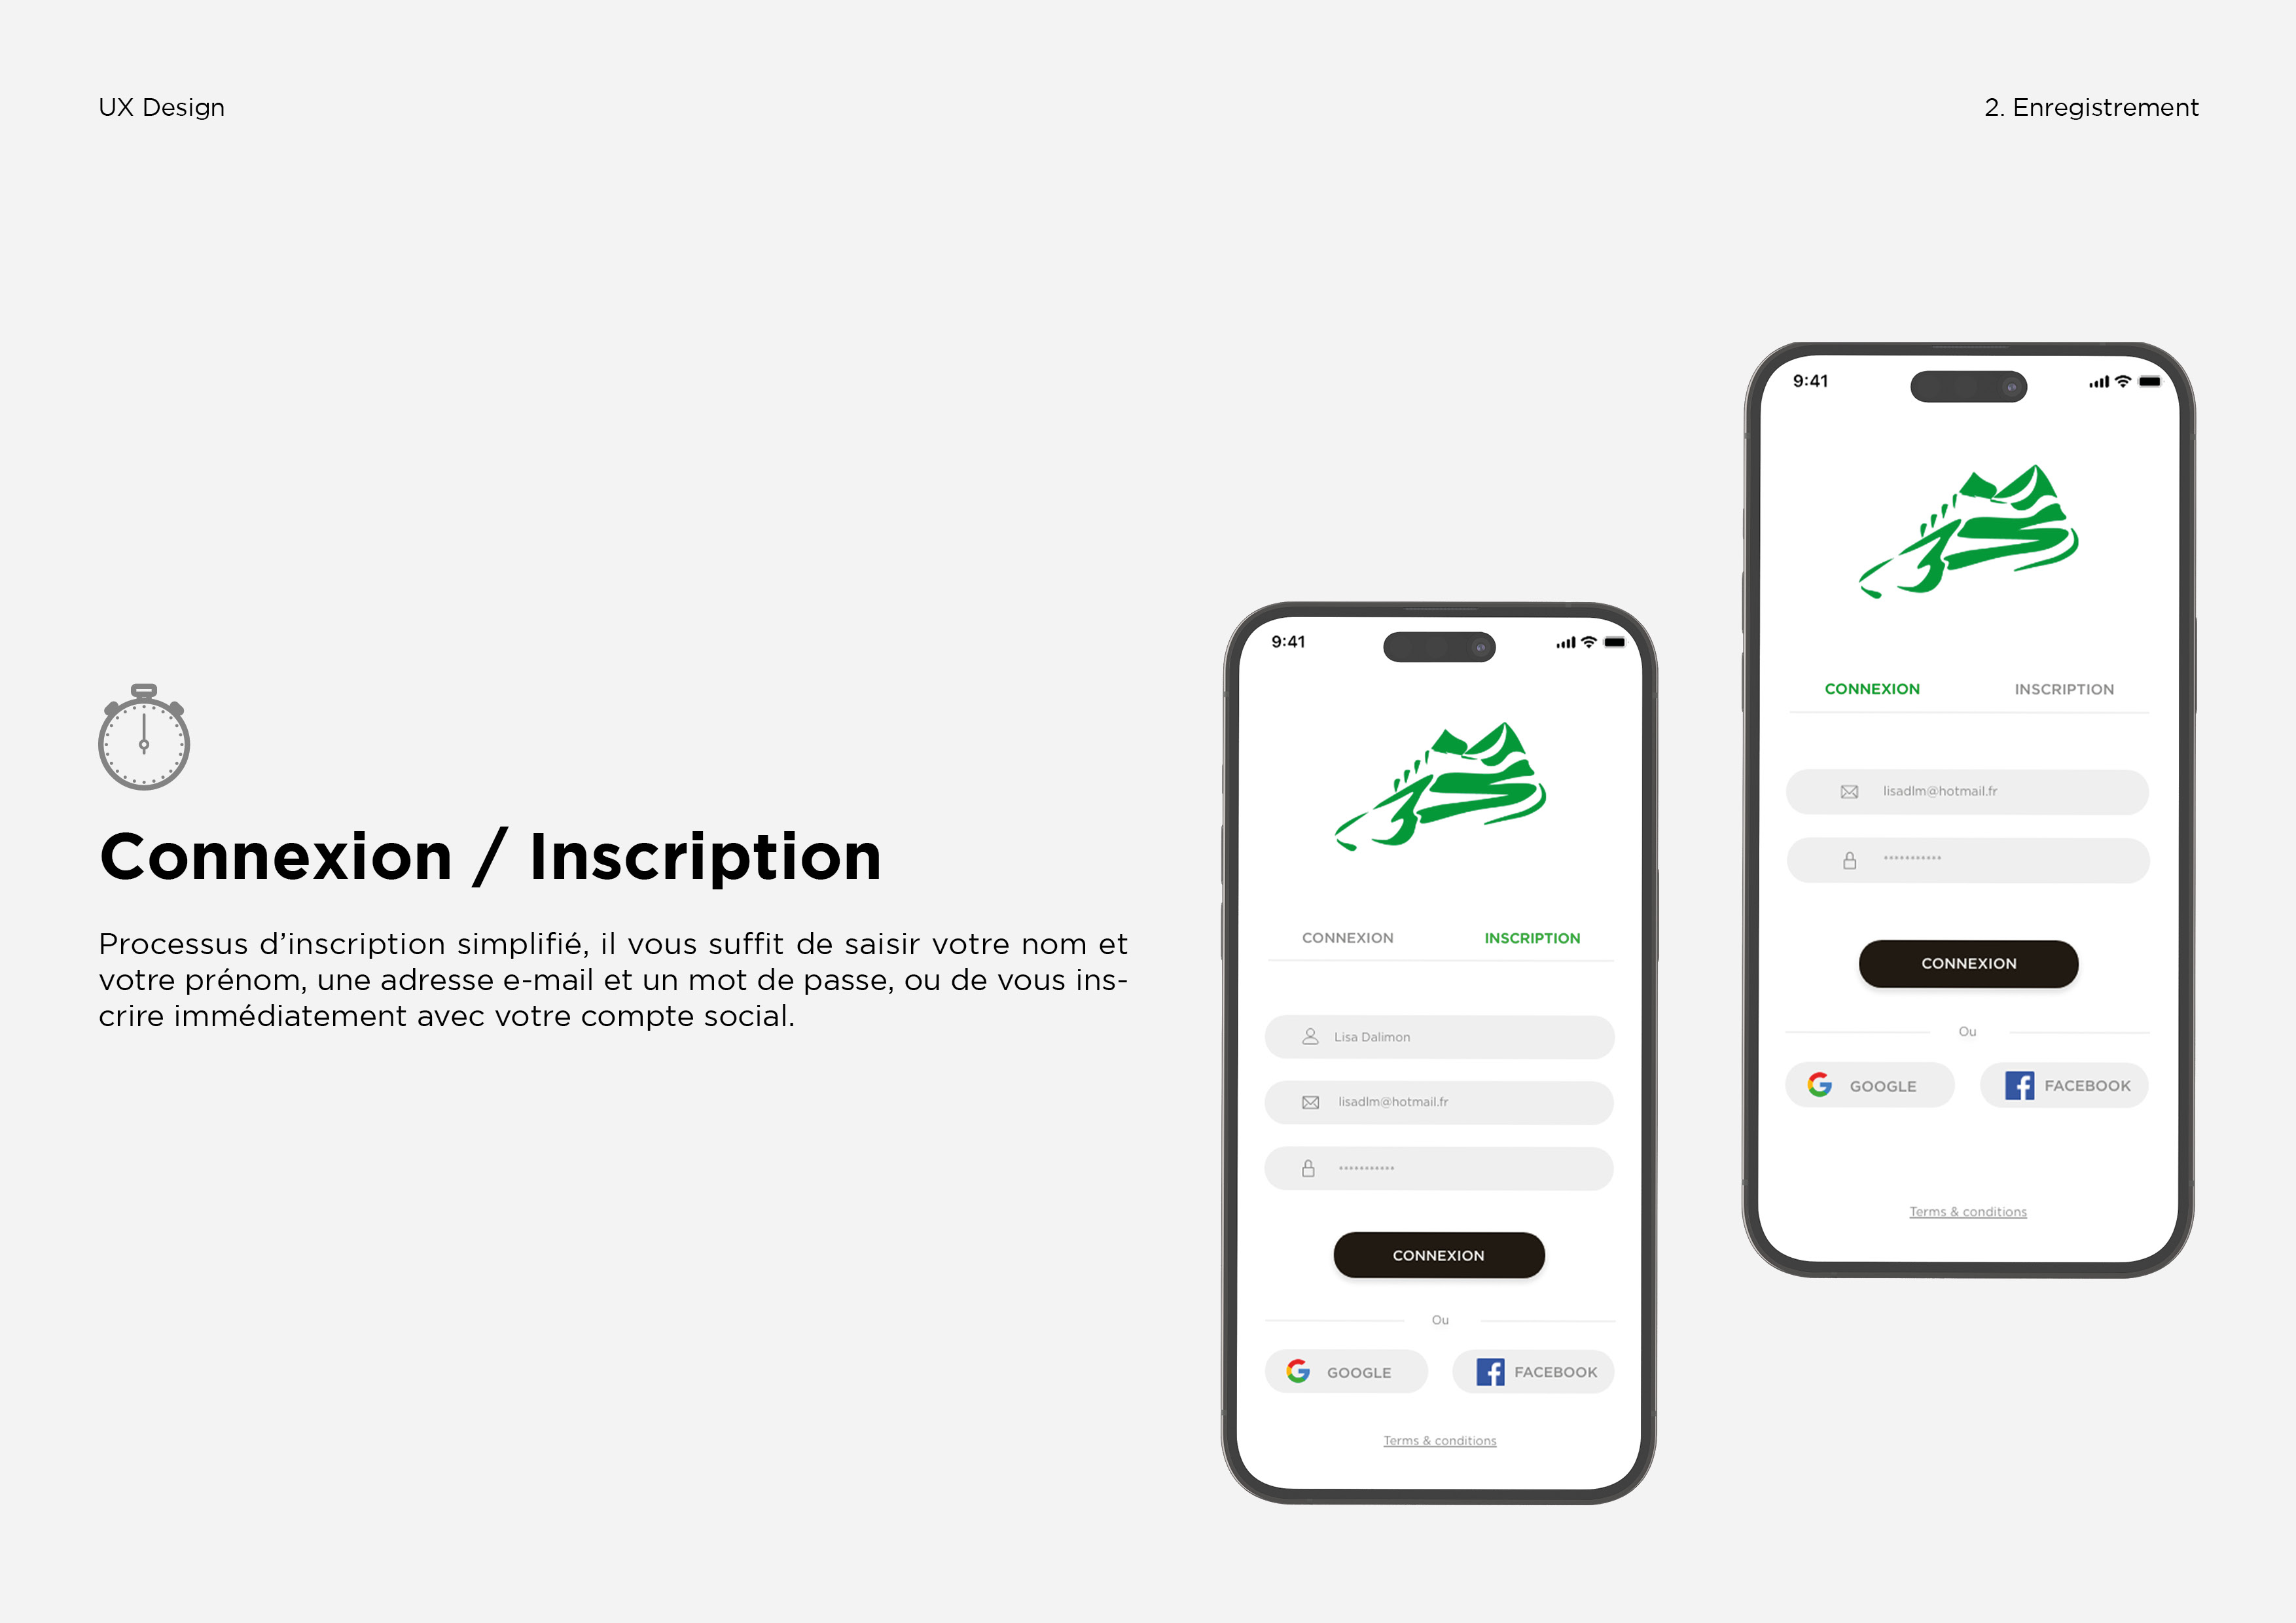 UX Design
2. Enregistrement
Connexion / Inscription
Processus d’inscription simplifié, il vous suffit de saisir votre nom et
votre prénom, une adresse e-mail et un mot de passe, ou de vous ins-
crire immédiatement avec votre compte social.
9:41
CONNEXION INSCRIPTION
Lisa Dalimon
lisadlm@hotmail.fr
CONNEXION
Ou
GOOGLE FACEBOOK
Terms & conditions
9:41
CONNEXION INSCRIPTION
lisadlm@hotmail.fr
CONNEXION
Ou
GOOGLE FACEBOOK
Terms & conditions